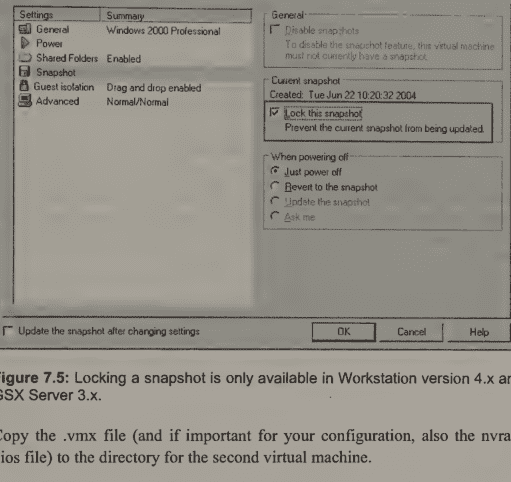 Settings Summary
General Windows 2000 Professional
Power
Shared Folders Enabled
Snapshot
Guest isolation Drag and drop enabled
Advanced Normal/Normal
General
Disable snapshots
To disable the snapshot feature, this virtual machine
must not currently have a snapshot.
Current snapshot
Created: Tue Jun 22 10:20:32 2004
Lock this snapshot
Prevent the current snapshot from being updated.
When powering off
Just power off
Revert to the snapshot
Update the snapshot
Ask me
Update the snapshot after changing settings
OK Cancel Help
igure 7.5: Locking a snapshot is only available in Workstation version 4.x an
GSX Server 3.x.
Copy the .vmx file (and if important for your configuration, also the nvra
ios file) to the directory for the second virtual machine.